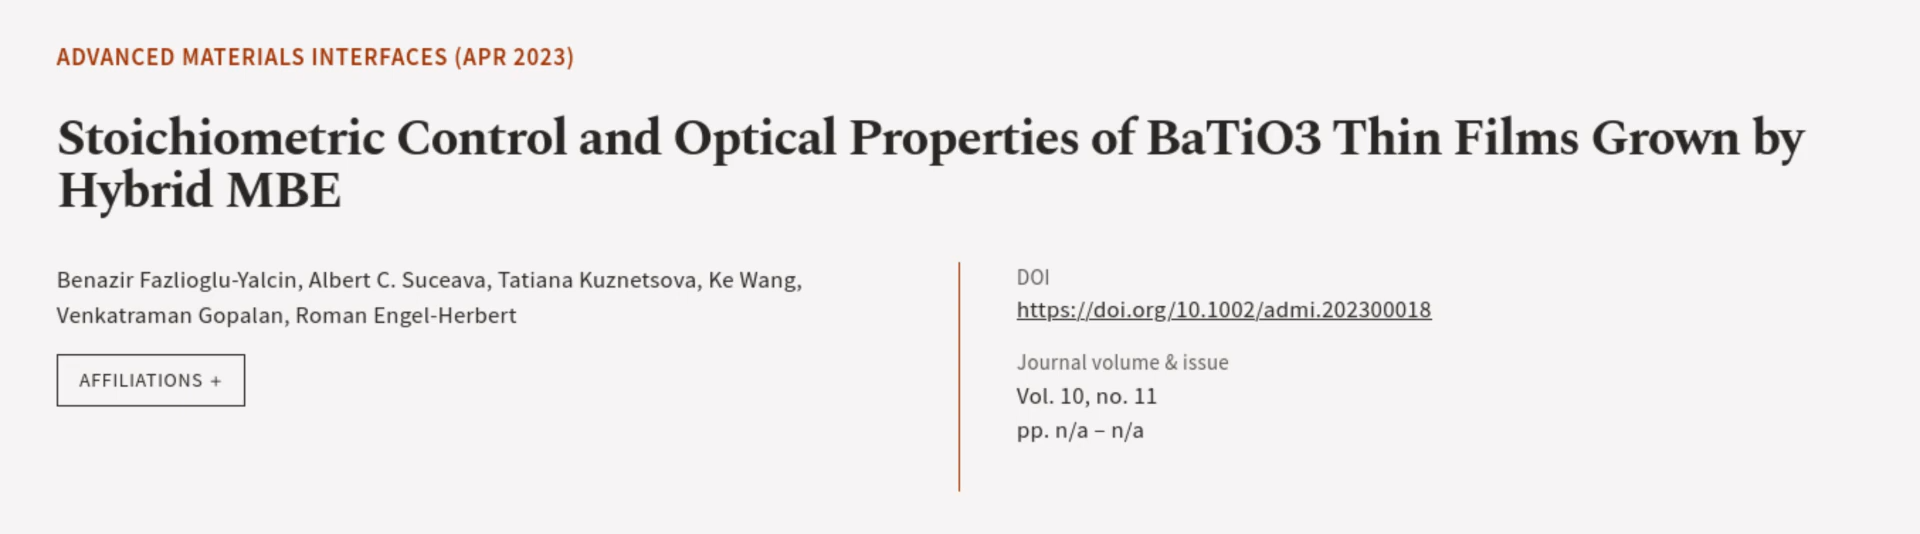 ADVANCED MATERIALS INTERFACES (APR 2023)
Stoichiometric Control and Optical Properties of BaTiO3 Thin Films Grown by
Hybrid MBE
Benazir Fazlioglu-Yalcin, Albert C. Suceava, Tatiana Kuznetsova, Ke Wang,
Venkatraman Gopalan, Roman Engel-Herbert
AFFILIATIONS +
DOI
https://doi.org/10.1002/admi.202300018
Journal volume & issue
Vol. 10, no. 11
pp. n/a – n/a